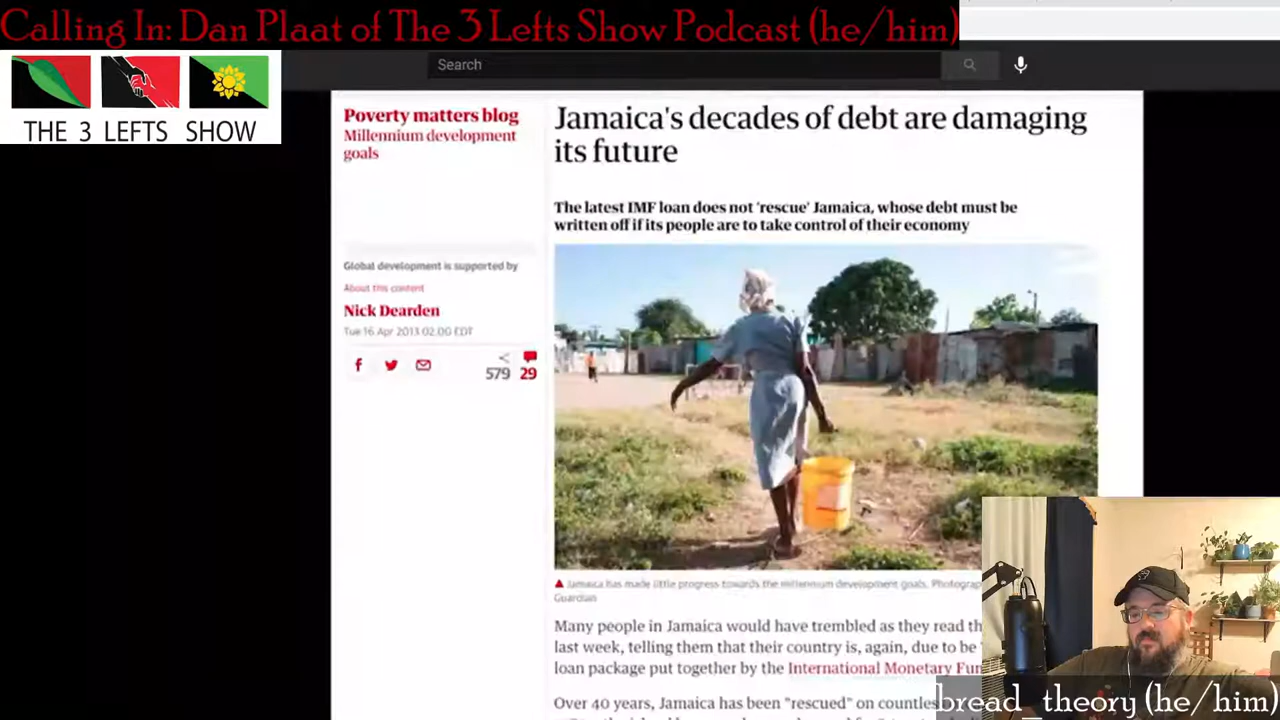 Calling In: Dan Plaat of The 3 Lefts Show Podcast (he/him)
THE 3 LEFTS SHOW
Search
Poverty matters blog
Millennium development
goals
Global development is supported by
About this content
Nick Dearden
Tue 16 Apr 2013 02.00 EDT
579 29
Jamaica's decades of debt are damaging
its future
The latest IMF loan does not 'rescue' Jamaica, whose debt must be
written off if its people are to take control of their economy
Jamaica has made little progress towards the millennium development goals. Photograp
Guardian
Many people in Jamaica would have trembled as they read th
last week, telling them that their country is, again, due to be
loan package put together by the International Monetary Fun
Over 40 years, Jamaica has been "rescued" on countles
bread_theory (he/him)